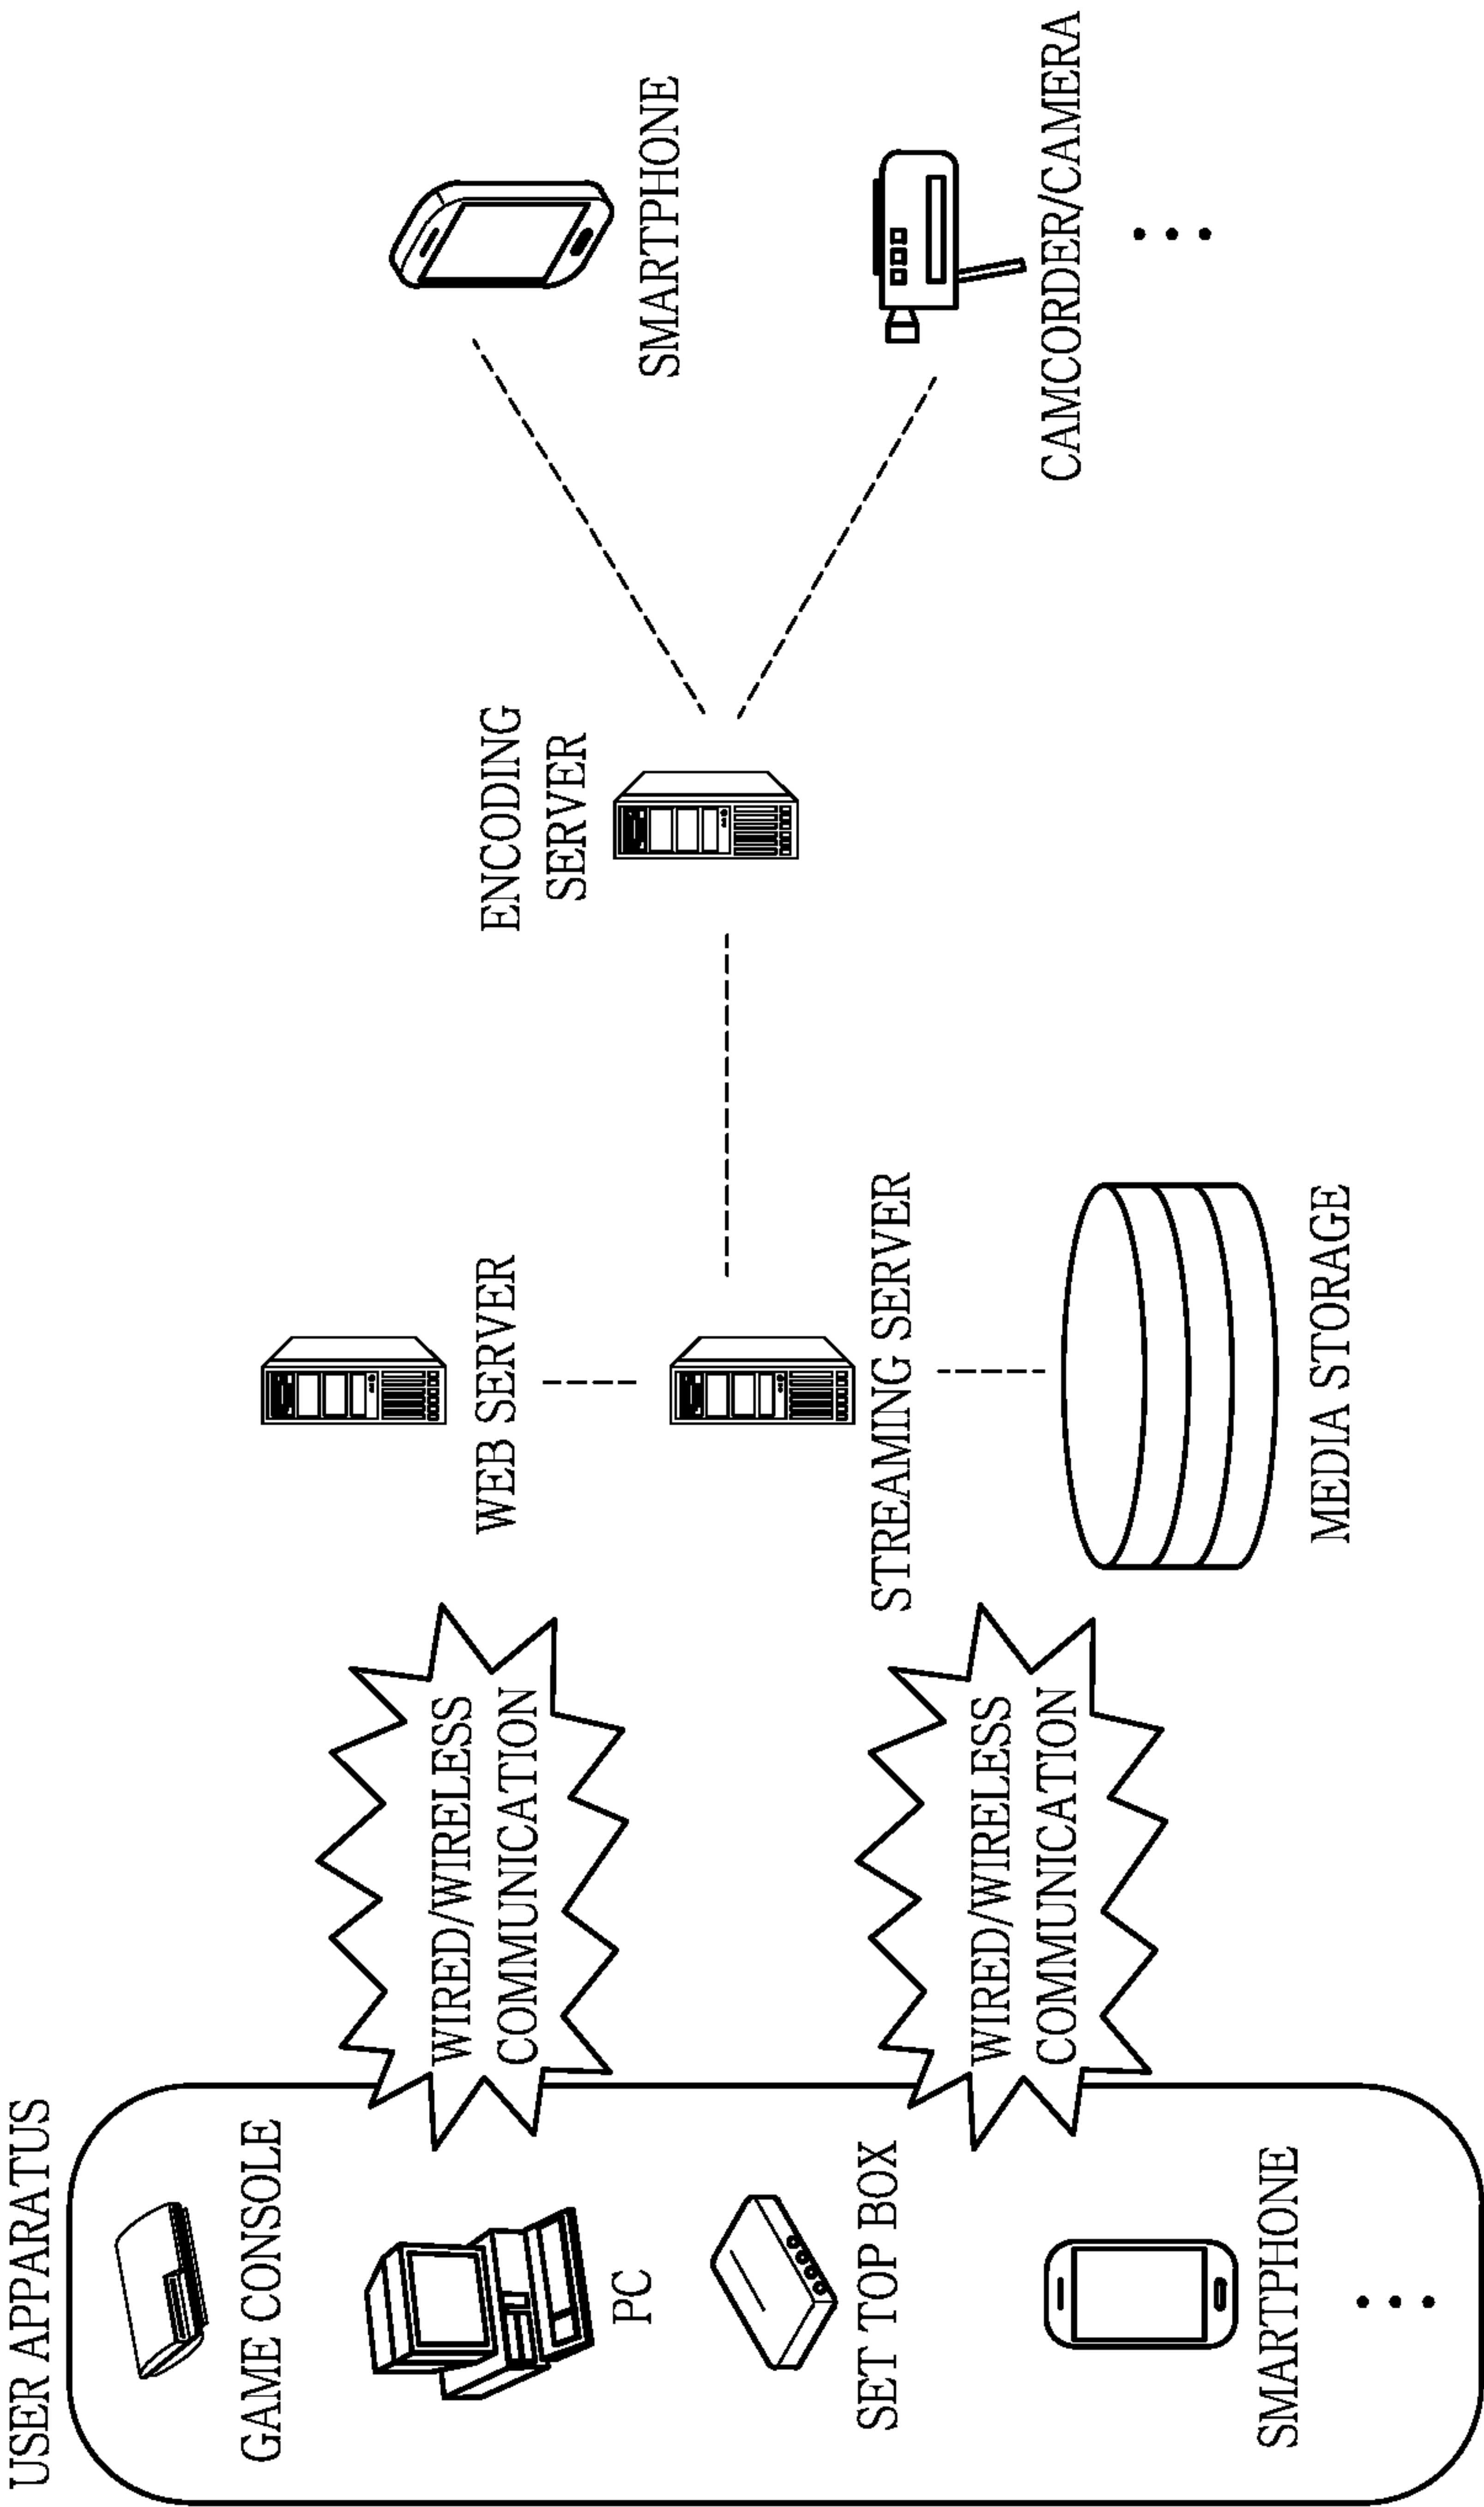 USER APPARATUS
GAME CONSOLE
PC
SET TOP BOX
SMARTPHONE
WIRED/WIRELESS
COMMUNICATION
WIRED/WIRELESS
COMMUNICATION
WEB SERVER
STREAMING SERVER
MEDIA STORAGE
ENCODING
SERVER
SMARTPHONE
CAMCORDER/CAMERA